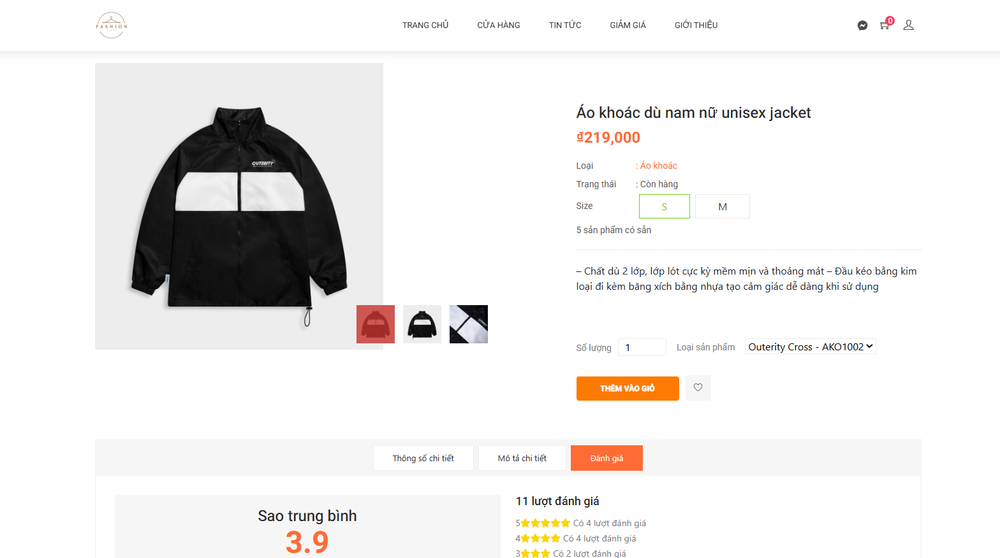 FASHION
TRANG CHỦ
CỬA HÀNG
TIN TỨC
GIẢM GIÁ
GIỚI THIỆU
0
OUTERITY
Áo khoác dù nam nữ unisex jacket
₫219,000
Loại : Áo khoác
Trạng thái : Còn hàng
Size S M
5 sản phẩm có sẵn
– Chất dù 2 lớp, lớp lót cực kỳ mềm mịn và thoáng mát – Đầu kéo bằng kim
loại đi kèm băng xích bằng nhựa tạo cảm giác dễ dàng khi sử dụng
Số lượng 1 Loại sản phẩm Outerity Cross - AKO1002
THÊM VÀO GIỎ
Thông số chi tiết
Mô tả chi tiết
Đánh giá
Sao trung bình
3.9
11 lượt đánh giá
5 Có 4 lượt đánh giá
4 Có 4 lượt đánh giá
3 Có 2 lượt đánh giá